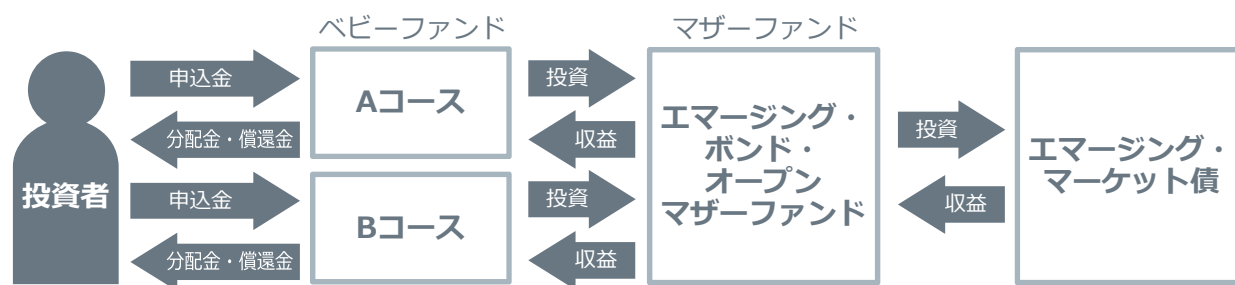 ベビーファンド
マザーファンド
投資者
申込金
分配金・償還金
申込金
分配金・償還金
Aコース
Bコース
投資
収益
投資
収益
エマージング・
ボンド・
オープン
マザーファンド
投資
収益
エマージング・
マーケット債